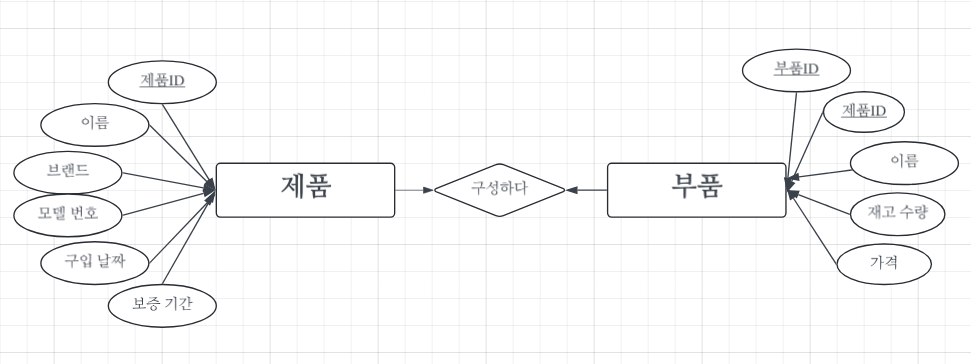 제품ID
이름
브랜드
모델 번호
구입 날짜
보증 기간
제품
구성하다
부품
부품ID
제품ID
이름
재고 수량
가격